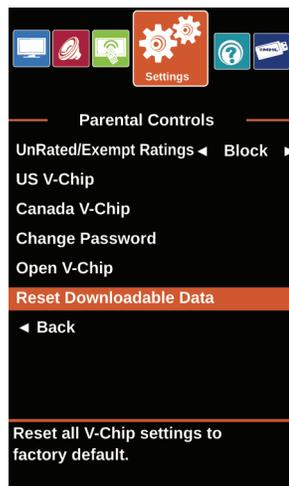 Settings
Parental Controls
UnRated/Exempt Ratings ◄ Block ►
US V-Chip
Canada V-Chip
Change Password
Open V-Chip
Reset Downloadable Data
◄ Back
Reset all V-Chip settings to
factory default.